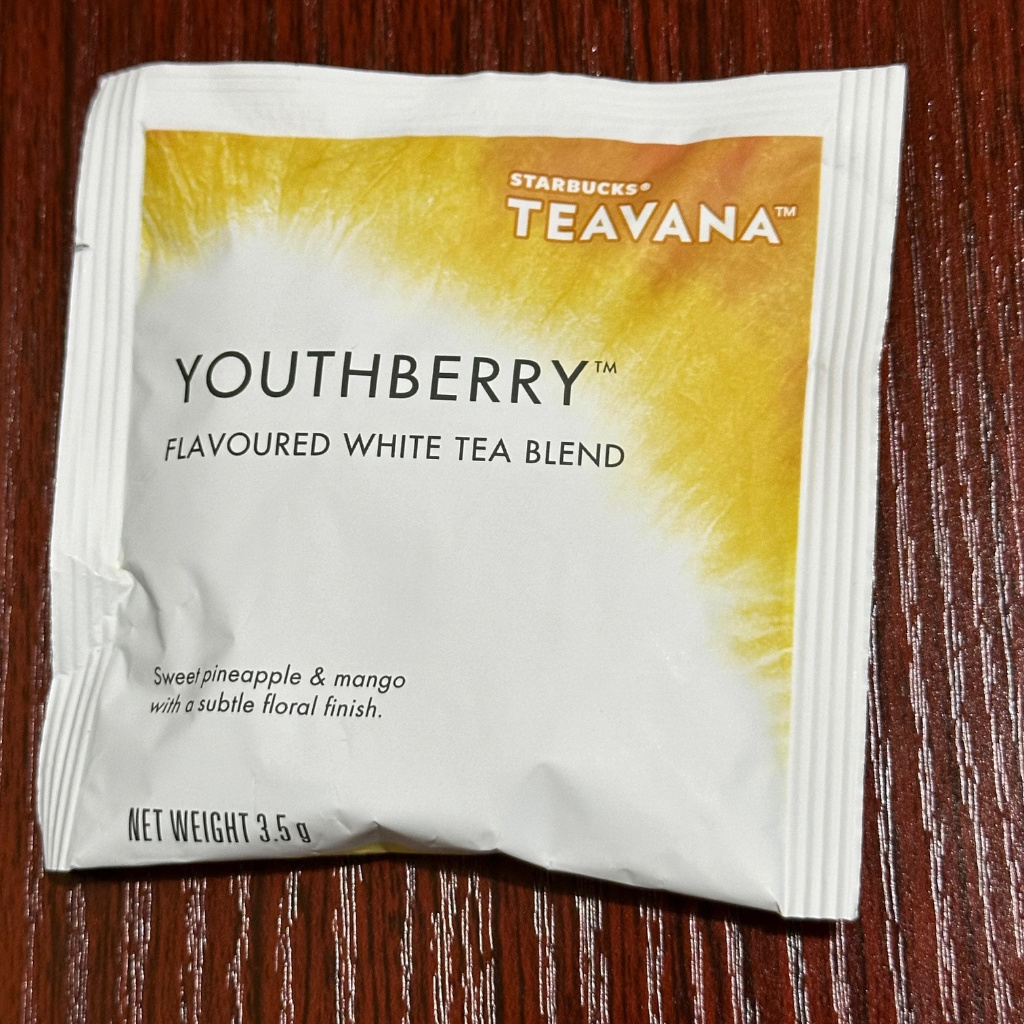 STARBUCKS®
TEAVANA™
YOUTHBERRY™
FLAVOURED WHITE TEA BLEND
Sweet pineapple & mango
with a subtle floral finish.
NET WEIGHT 3.5 g